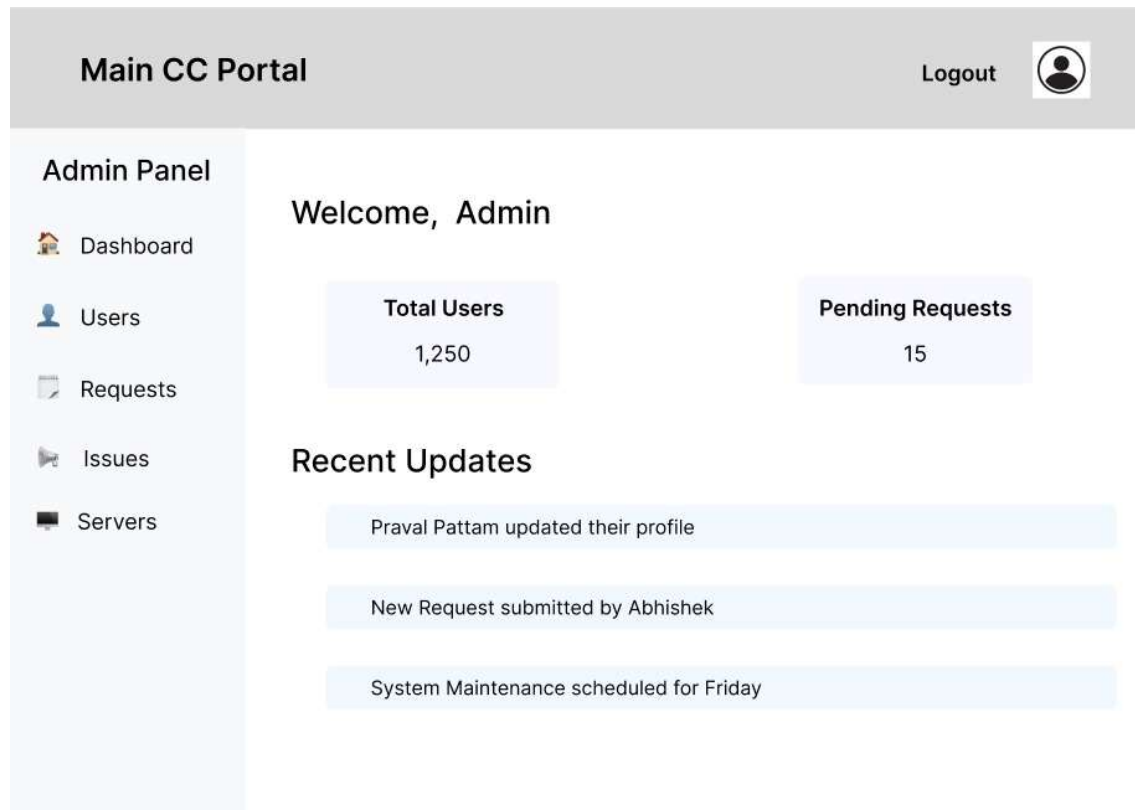 Main CC Portal
Logout
Admin Panel
Dashboard
Users
Requests
Issues
Servers
Welcome, Admin
Total Users
1,250
Pending Requests
15
Recent Updates
Praval Pattam updated their profile
New Request submitted by Abhishek
System Maintenance scheduled for Friday